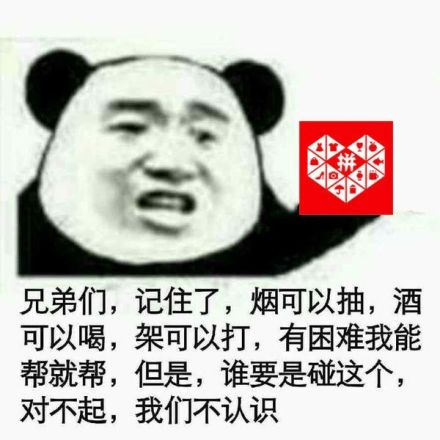 拼
兄弟们，记住了，烟可以抽，酒
可以喝，架可以打，有困难我能
帮就帮，但是，谁要是碰这个，
对不起，我们不认识